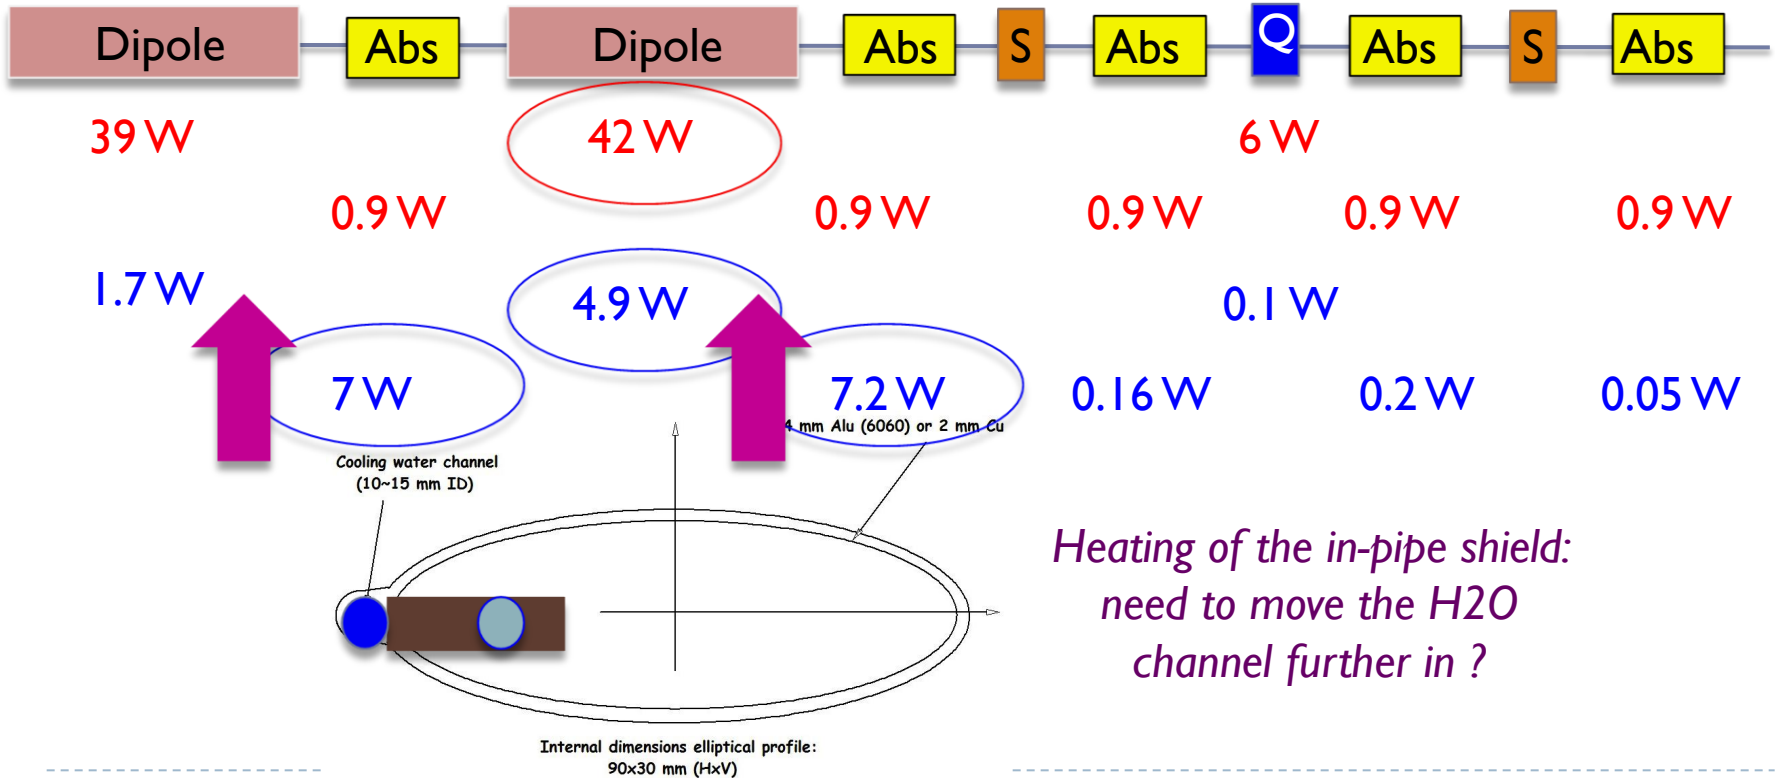 Dipole Abs Dipole Abs S Abs Q Abs S Abs
39 W 42 W 6 W
0.9 W 0.9 W 0.9 W 0.9 W 0.9 W
1.7 W 4.9 W 0.1 W
7 W 7.2 W 0.16 W 0.2 W 0.05 W
4 mm Alu (6060) or 2 mm Cu
Cooling water channel
(10~15 mm ID)
Heating of the in-pipe shield:
need to move the H2O
channel further in ?
Internal dimensions elliptical profile:
90x30 mm (HxV)